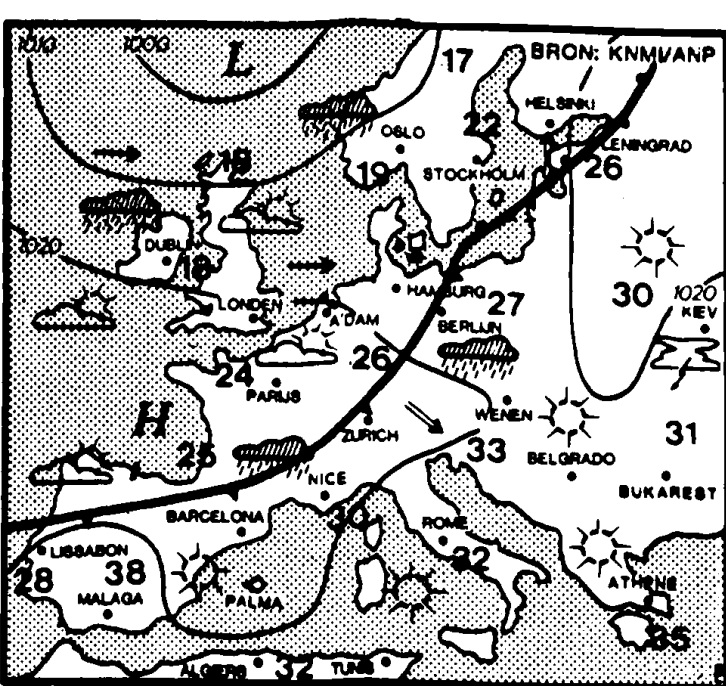 1010
1000
L
17
BRON: KNMI/ANP
HELSINKI
OSLO
22
LENINGRAD
STOCKHOLM
26
19
1020
DUBLIN
30
1020
KIEV
LONDEN
HAMBURG
27
A'DAM
BERLIJN
24
26
PARIJS
H
WENEN
ZURICH
33
31
25
BELGRADO
NICE
BUKAREST
30
BARCELONA
ROME
LISSABON
32
28
38
PALMA
ATHENE
MALAGA
35
ALGIERS
32
TUNIS